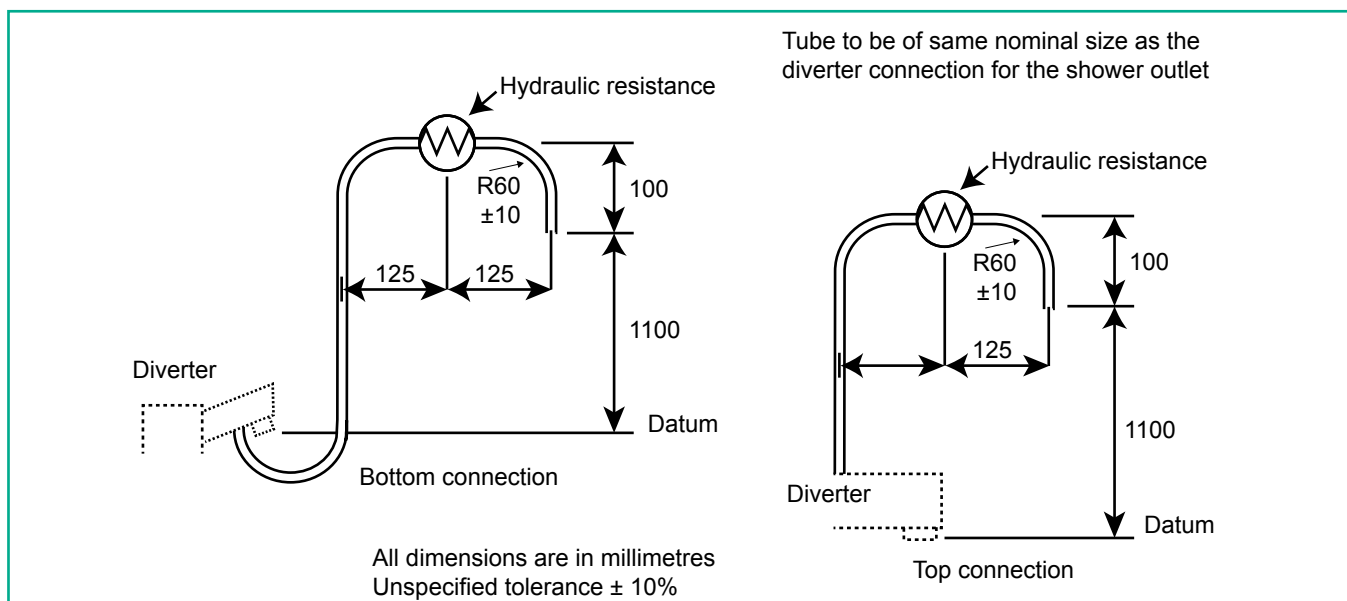 Tube to be of same nominal size as the
diverter connection for the shower outlet
Hydraulic resistance
R60
±10
100
125
125
1100
Diverter
Datum
Bottom connection
All dimensions are in millimetres
Unspecified tolerance ± 10%
Hydraulic resistance
R60
±10
100
125
1100
Diverter
Datum
Top connection